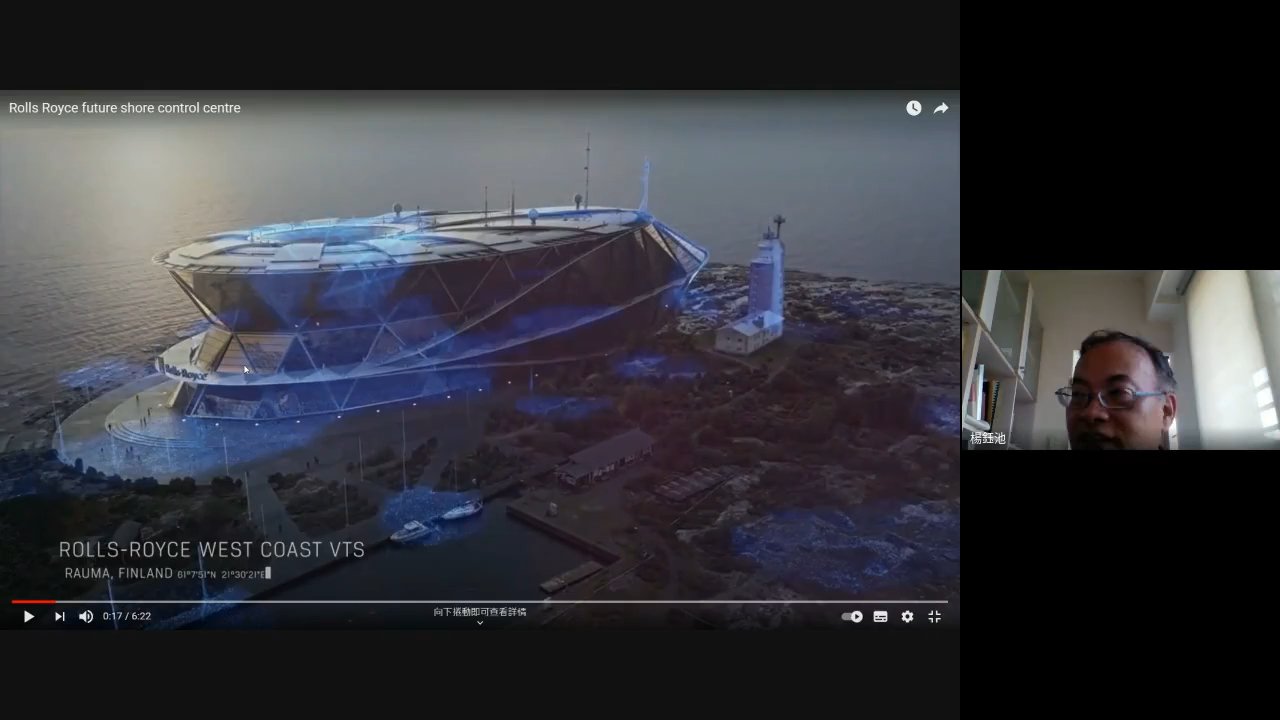 Rolls Royce future shore control centre
Rolls-Royce
ROLLS-ROYCE WEST COAST VTS
RAUMA, FINLAND 61°7'51"N 21°30'21"E
0:17 / 6:22
向下捲動即可查看詳情
楊鈺池